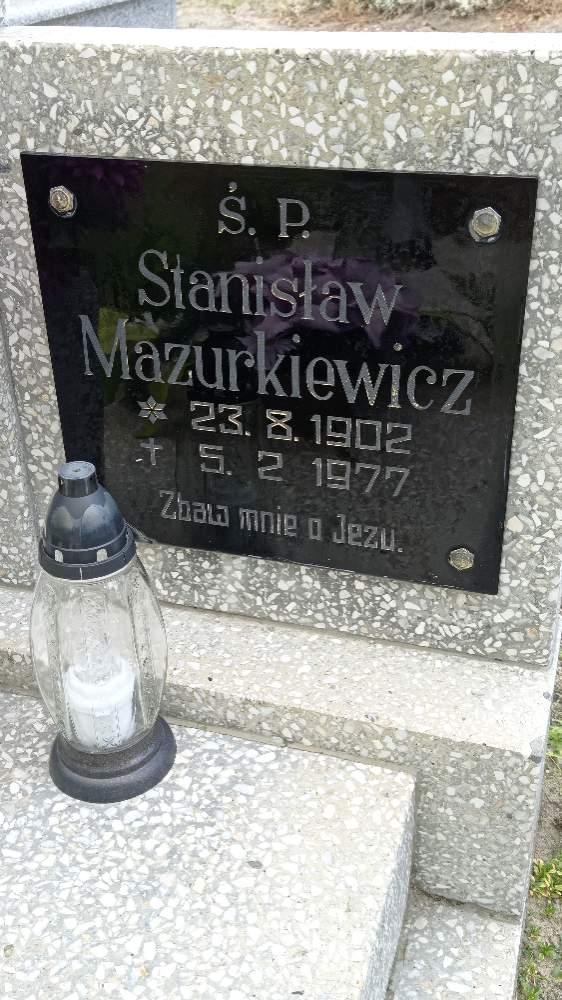 Ś. P.
Stanisław
Mazurkiewicz
* 23. 8. 1902
† 5. 2 1977
Zbaw mnie o Jezu.